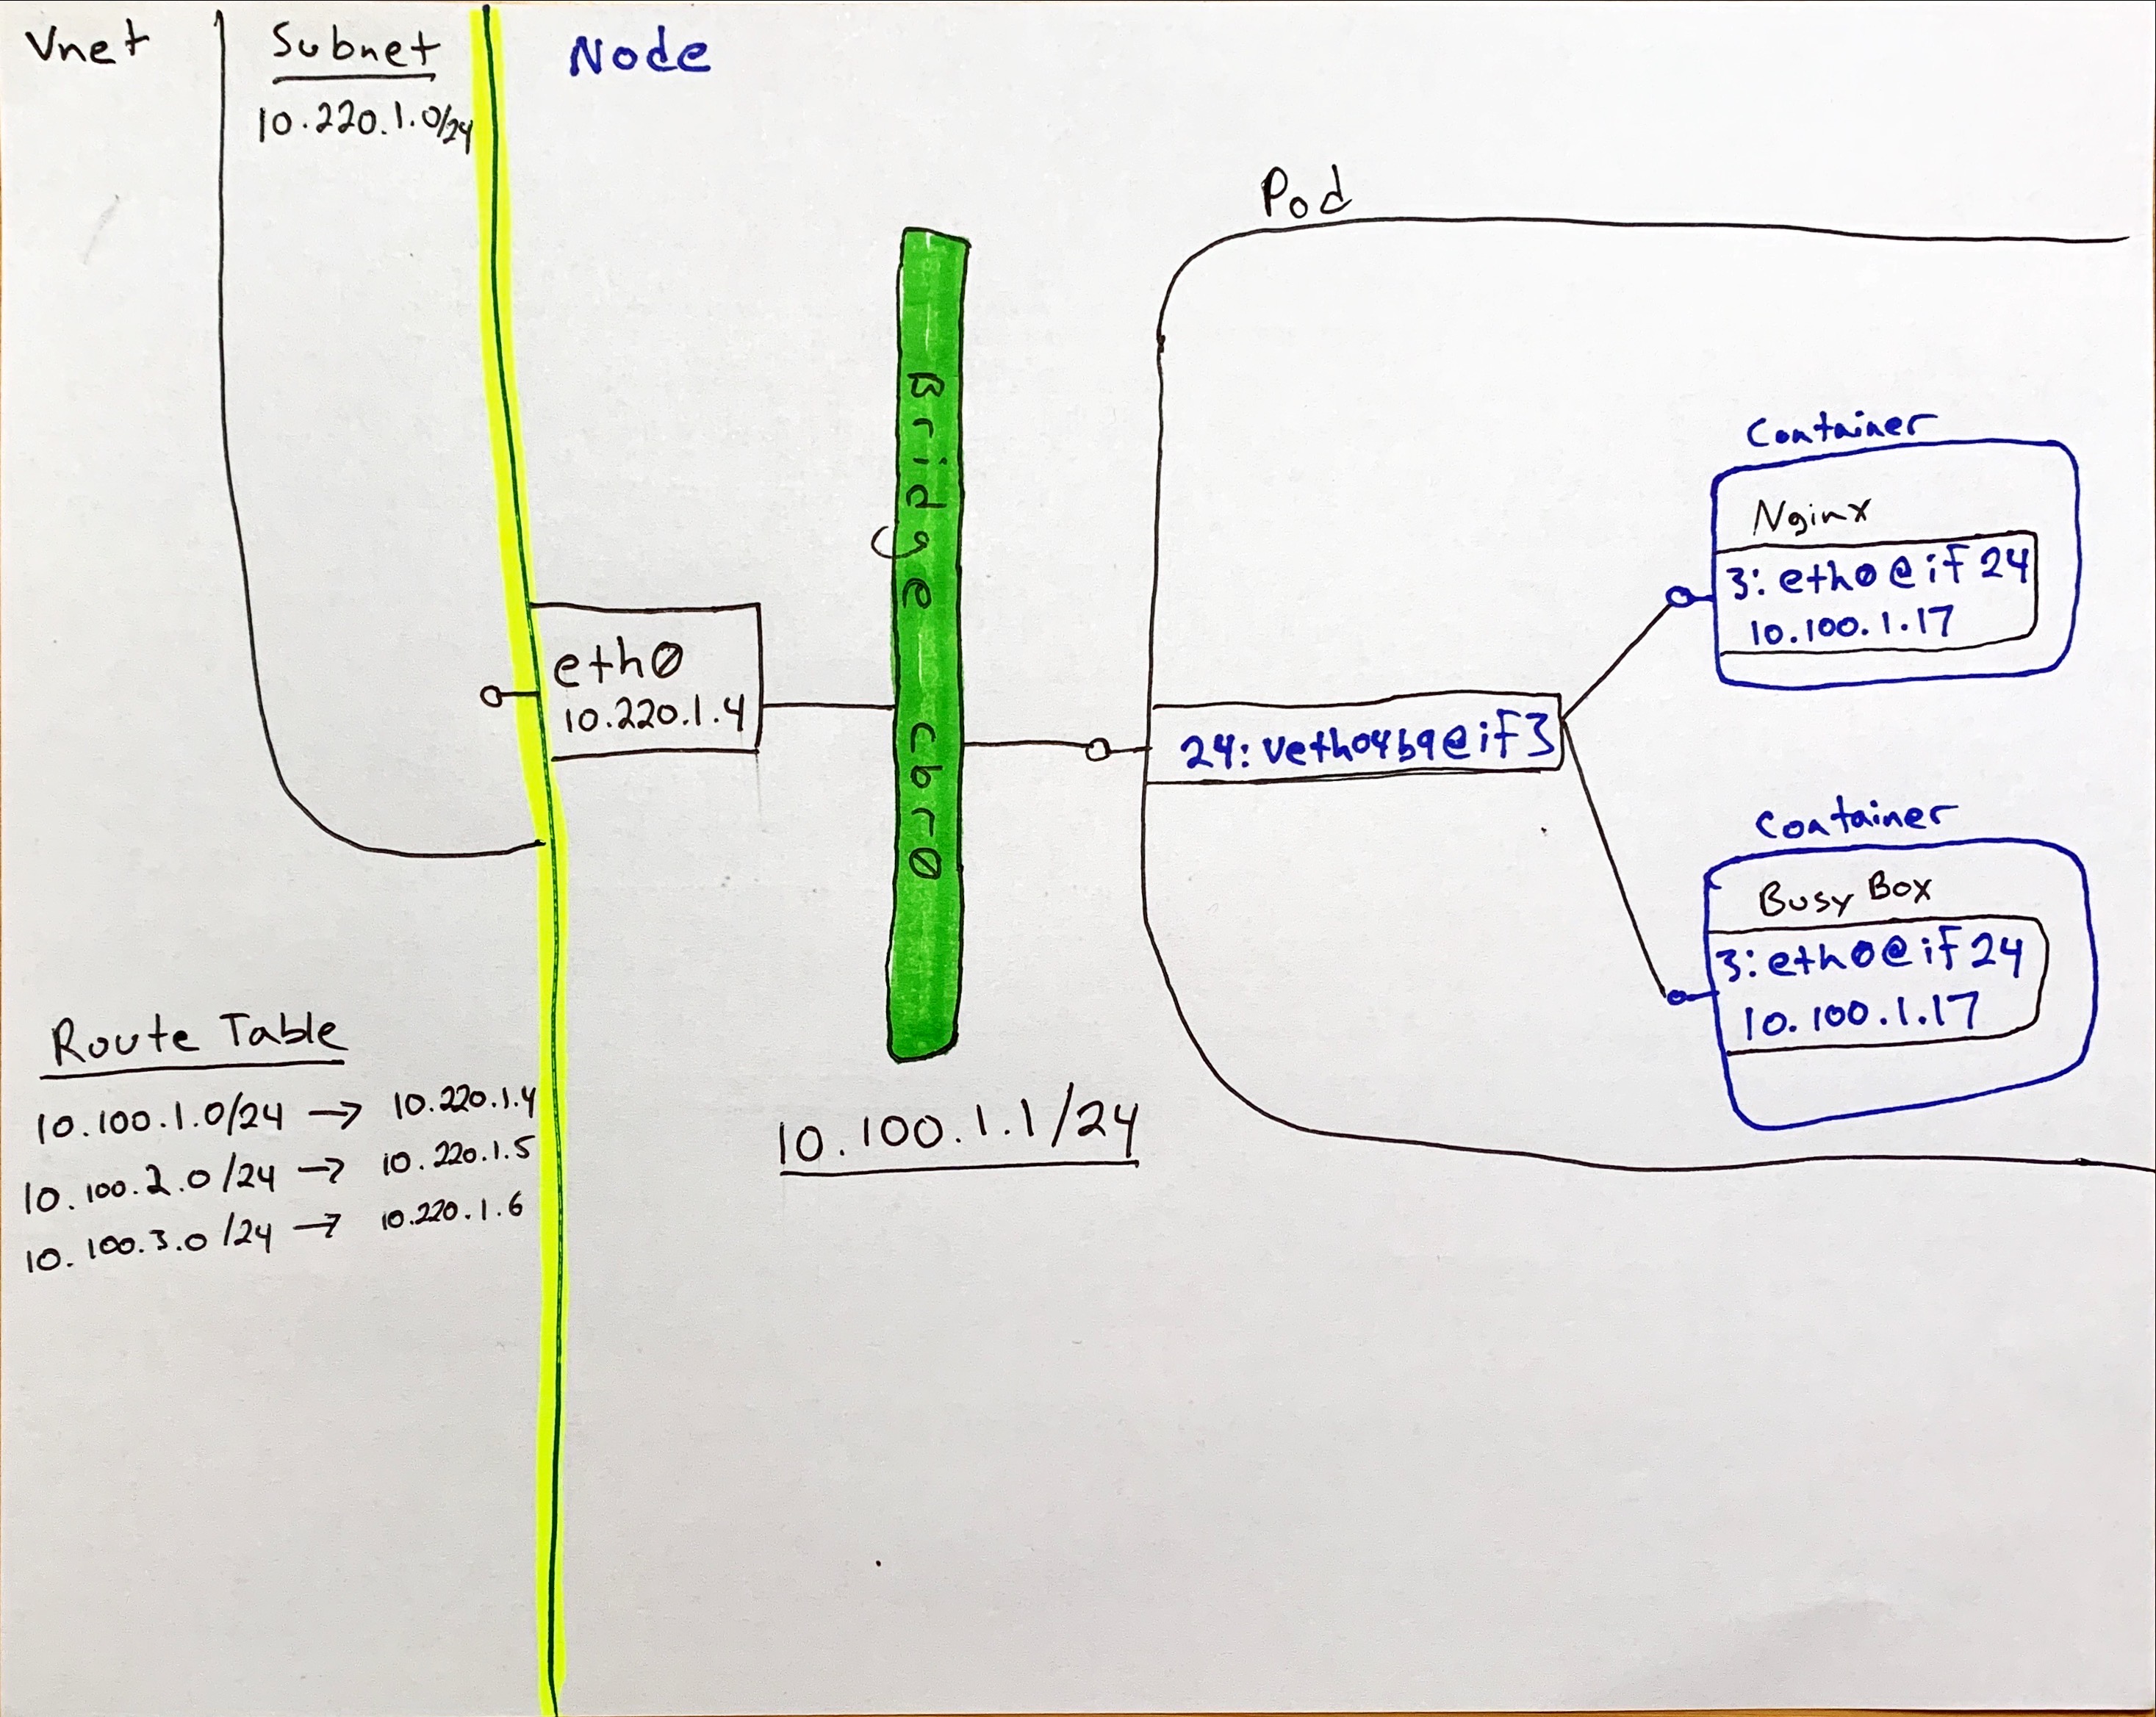 Vnet
Subnet
10.220.1.0/24
Node
Pod
Bridge cbr0
eth0
10.220.1.4
24: veth04b9@if3
Container
Nginx
3: eth0@if24
10.100.1.17
Container
Busy Box
3: eth0@if24
10.100.1.17
Route Table
10.100.1.0/24 → 10.220.1.4
10.100.2.0/24 → 10.220.1.5
10.100.3.0/24 → 10.220.1.6
10.100.1.1/24